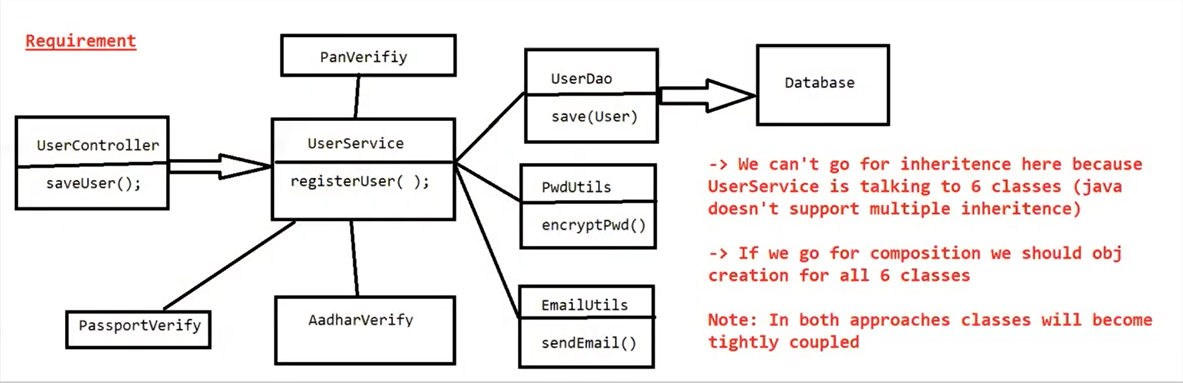 Requirement
PanVerifiy
UserController
saveUser();
UserService
registerUser( );
PassportVerify
AadharVerify
UserDao
save(User)
PwdUtils
encryptPwd()
EmailUtils
sendEmail()
Database
-> We can't go for inheritence here because
UserService is talking to 6 classes (java
doesn't support multiple inheritence)
-> If we go for composition we should obj
creation for all 6 classes
Note: In both approaches classes will become
tightly coupled